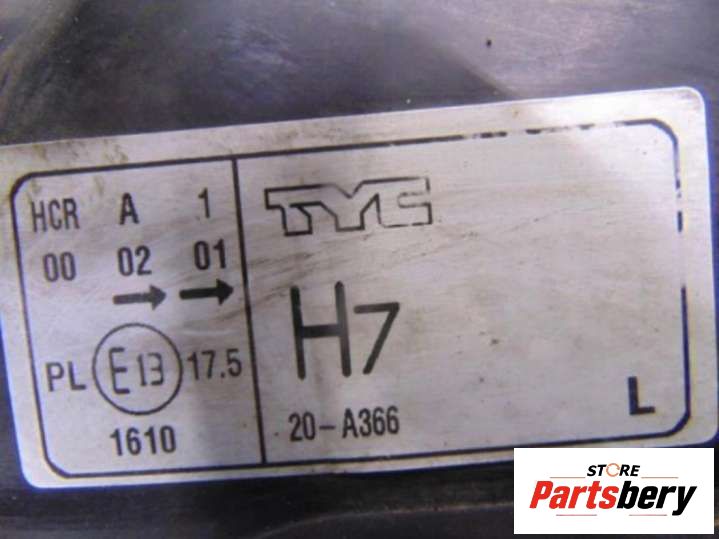 HCR A 1
00 02 01
→ →
PL E13 17.5
1610
TYC
H7
20-A366
L
STORE
Partsbery